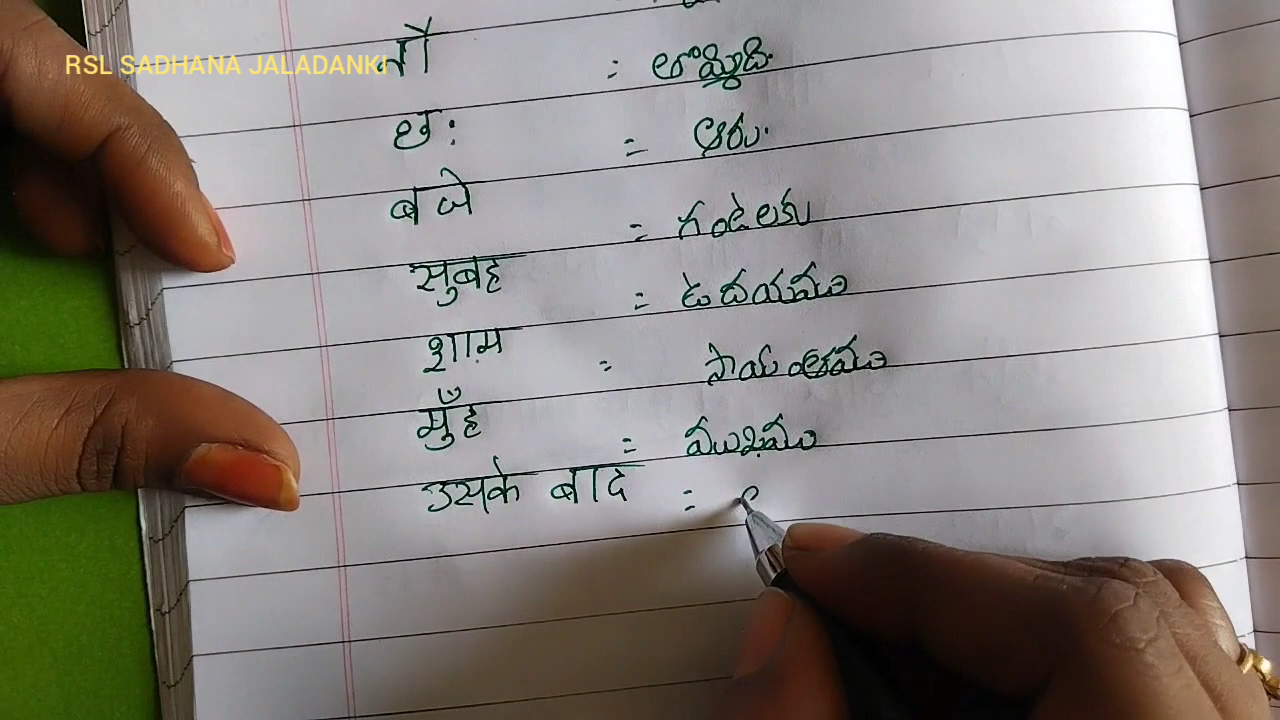 RSL SADHANA JALADANKI
नौ : తొమ్మిది
छः = ఆరు.
बजे = గంటలకు
सुबह = ఉదయము
शाम = సాయంత్రము
मुँह = ముఖము
उसके बाद =